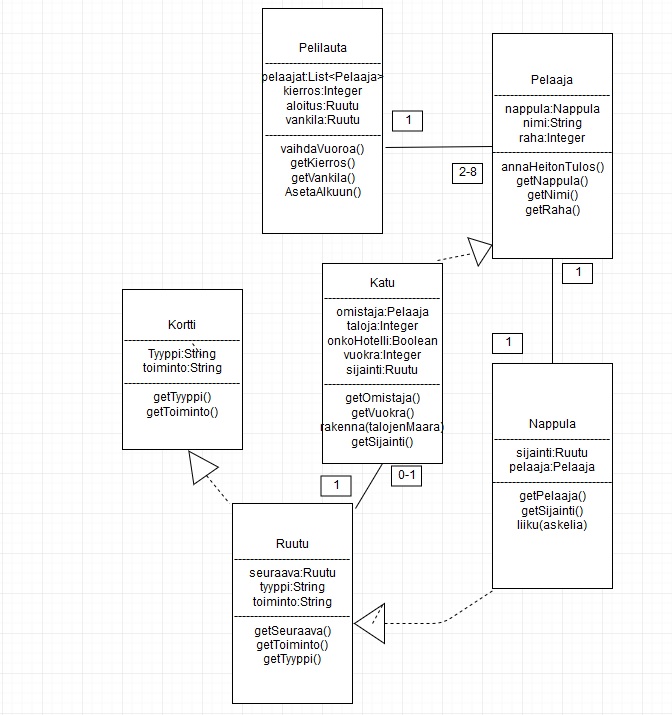 Pelilauta
pelaajat:List<Pelaaja>
kierros:Integer
aloitus:Ruutu
vankila:Ruutu
vaihdaVuoroa()
getKierros()
getVankila()
AsetaAlkuun()
1
2-8
Pelaaja
nappula:Nappula
nimi:String
raha:Integer
annaHeitonTulos()
getNappula()
getNimi()
getRaha()
1
1
Kortti
Tyyppi:String
toiminto:String
getTyyppi()
getToiminto()
Katu
omistaja:Pelaaja
taloja:Integer
onkoHotelli:Boolean
vuokra:Integer
sijainti:Ruutu
getOmistaja()
getVuokra()
rakenna(talojenMaara)
getSijainti()
0-1
1
Nappula
sijainti:Ruutu
pelaaja:Pelaaja
getPelaaja()
getSijainti()
liiku(askelia)
Ruutu
seuraava:Ruutu
tyyppi:String
toiminto:String
getSeuraava()
getToiminto()
getTyyppi()